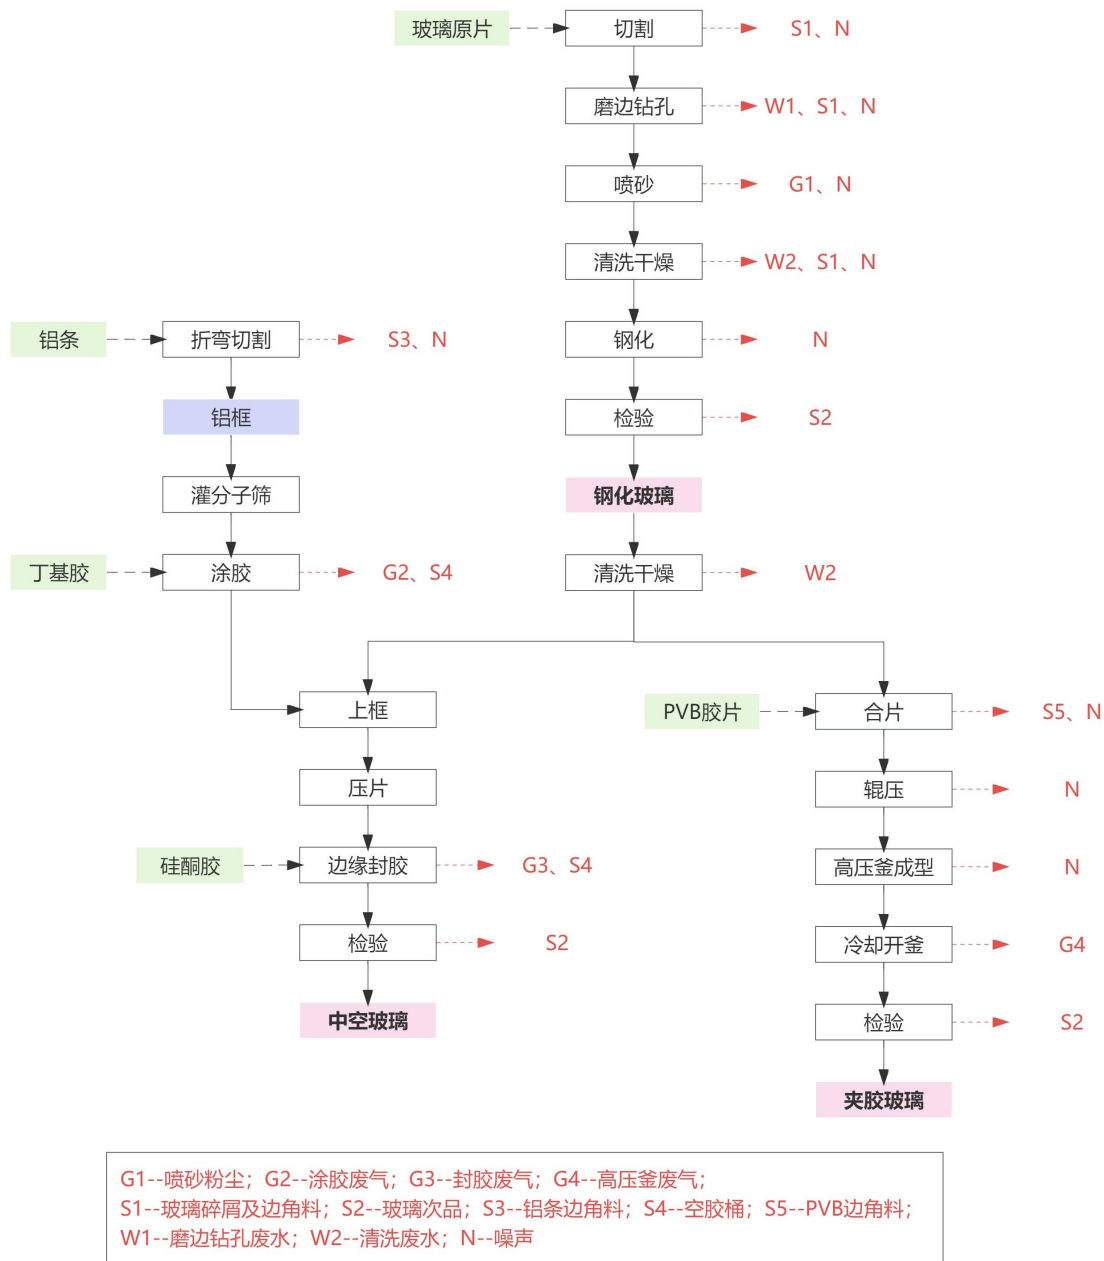 玻璃原片
切割
S1、N
磨边钻孔
W1、S1、N
喷砂
G1、N
清洗干燥
W2、S1、N
铝条
折弯切割
S3、N
钢化
N
铝框
检验
S2
灌分子筛
钢化玻璃
丁基胶
涂胶
G2、S4
清洗干燥
W2
上框
PVB胶片
合片
S5、N
压片
辊压
N
硅酮胶
边缘封胶
G3、S4
高压釜成型
N
检验
S2
冷却开釜
G4
中空玻璃
检验
S2
夹胶玻璃
G1--喷砂粉尘；G2--涂胶废气；G3--封胶废气；G4--高压釜废气；
S1--玻璃碎屑及边角料；S2--玻璃次品；S3--铝条边角料；S4--空胶桶；S5--PVB边角料；
W1--磨边钻孔废水；W2--清洗废水；N--噪声